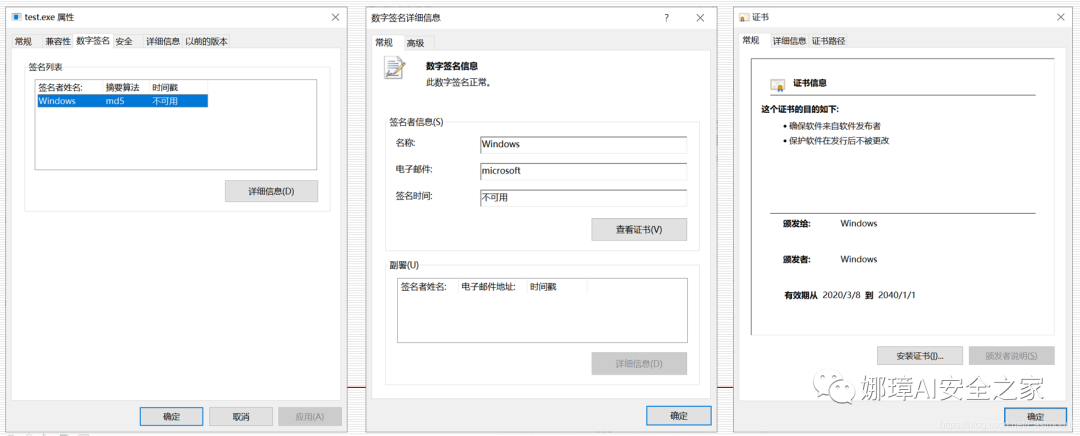 test.exe 属性
常规 兼容性 数字签名 安全 详细信息 以前的版本
签名列表
签名者姓名: 摘要算法 时间戳
Windows md5 不可用
详细信息(D)
确定 取消 应用(A)
数字签名详细信息
常规 高级
数字签名信息
此数字签名正常。
签名者信息(S)
名称: Windows
电子邮件: microsoft
签名时间: 不可用
查看证书(V)
副署(U)
签名者姓名: 电子邮件地址: 时间戳
详细信息(D)
确定
证书
常规 详细信息 证书路径
证书信息
这个证书的目的如下:
• 确保软件来自软件发布者
• 保护软件在发行后不被更改
颁发给: Windows
颁发者: Windows
有效期从 2020/3/8 到 2040/1/1
安装证书(I)... 颁发者说明(S)
娜璋AI安全之家
确定